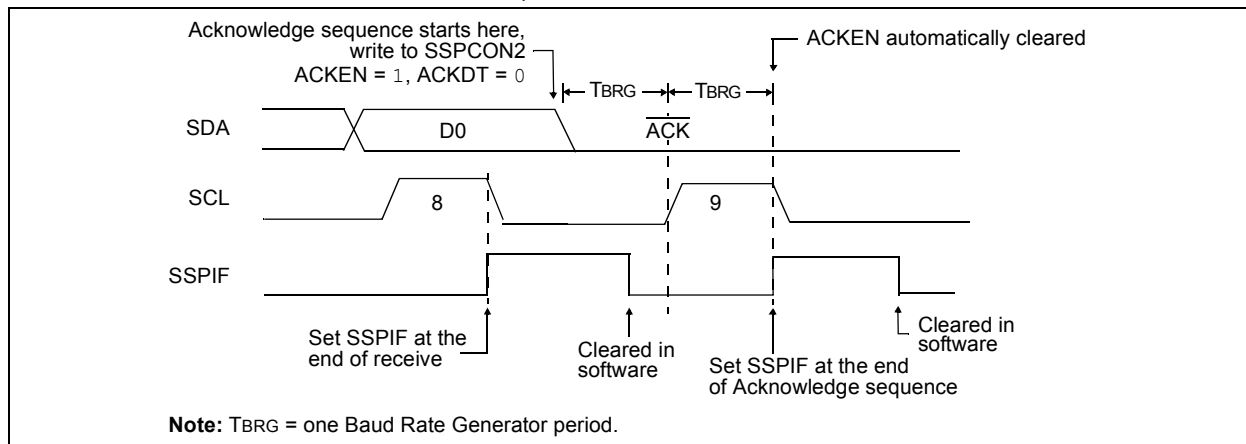 Acknowledge sequence starts here,
write to SSPCON2
ACKEN = 1, ACKDT = 0
ACKEN automatically cleared
TBRG
TBRG
SDA
D0
ACK
SCL
8
9
SSPIF
Set SSPIF at the
end of receive
Cleared in
software
Set SSPIF at the end
of Acknowledge sequence
Cleared in
software
Note: TBRG = one Baud Rate Generator period.